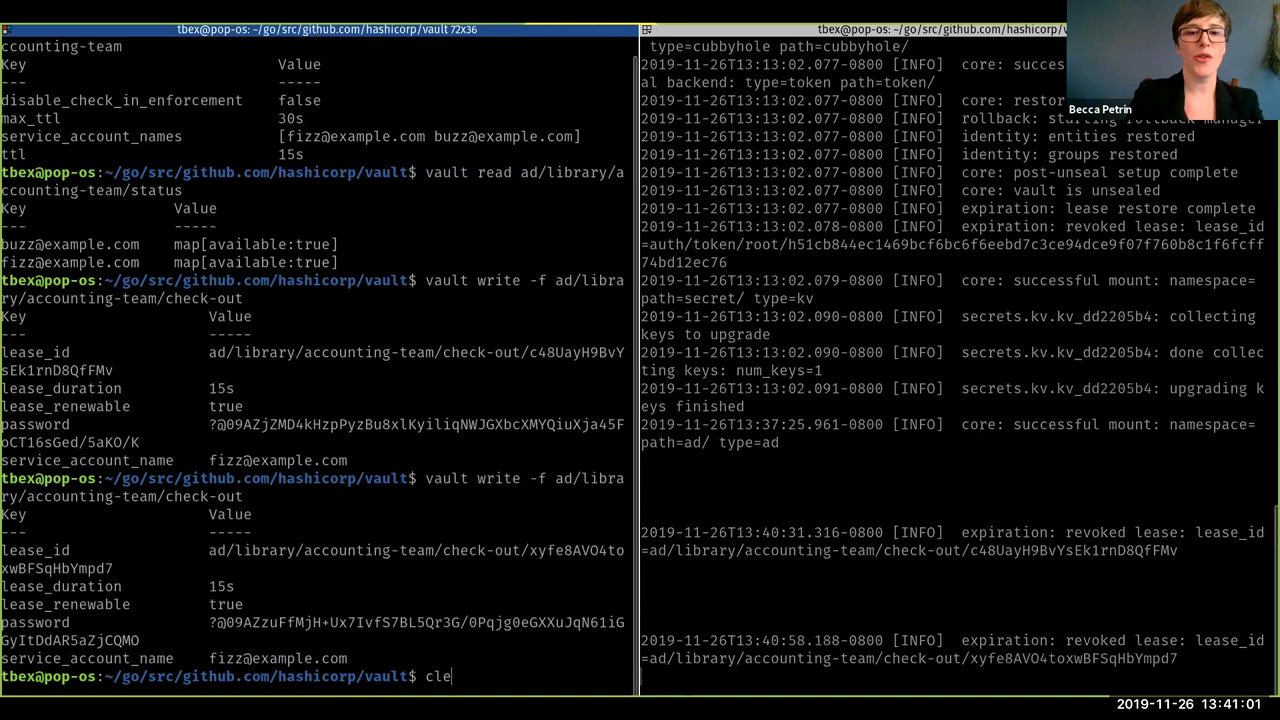 tbex@pop-os: ~/go/src/github.com/hashicorp/vault 72x36
ccounting-team
Key                            Value
---                            -----
disable_check_in_enforcement   false
max_ttl                        30s
service_account_names          [fizz@example.com buzz@example.com]
ttl                            15s
tbex@pop-os:~/go/src/github.com/hashicorp/vault$ vault read ad/library/a
ccounting-team/status
Key                 Value
---                 -----
buzz@example.com    map[available:true]
fizz@example.com    map[available:true]
tbex@pop-os:~/go/src/github.com/hashicorp/vault$ vault write -f ad/libra
ry/accounting-team/check-out
Key                     Value
---                     -----
lease_id                ad/library/accounting-team/check-out/c48UayH9BvY
sEk1rnD8QfFMv
lease_duration          15s
lease_renewable         true
password                ?@09AZjZMD4kHzpPyzBu8xlKyiliqNWJGXbcXMYQiuXja45F
oCT16sGed/5aKO/K
service_account_name    fizz@example.com
tbex@pop-os:~/go/src/github.com/hashicorp/vault$ vault write -f ad/libra
ry/accounting-team/check-out
Key                     Value
---                     -----
lease_id                ad/library/accounting-team/check-out/xyfe8AVO4to
xwBFSqHbYmpd7
lease_duration          15s
lease_renewable         true
password                ?@09AZzuFfMjH+Ux7IvfS7BL5Qr3G/0Pqjg0eGXXuJqN61iG
GyItDdAR5aZjCQMO
service_account_name    fizz@example.com
tbex@pop-os:~/go/src/github.com/hashicorp/vault$ cle
tbex@pop-os: ~/go/src/github.com/hashicorp/
type=cubbyhole path=cubbyhole/
2019-11-26T13:13:02.077-0800 [INFO]  core: succes
al backend: type=token path=token/
2019-11-26T13:13:02.077-0800 [INFO]  core: restor
2019-11-26T13:13:02.077-0800 [INFO]  rollback: starting rollback manager
2019-11-26T13:13:02.077-0800 [INFO]  identity: entities restored
2019-11-26T13:13:02.077-0800 [INFO]  identity: groups restored
2019-11-26T13:13:02.077-0800 [INFO]  core: post-unseal setup complete
2019-11-26T13:13:02.077-0800 [INFO]  core: vault is unsealed
2019-11-26T13:13:02.077-0800 [INFO]  expiration: lease restore complete
2019-11-26T13:13:02.078-0800 [INFO]  expiration: revoked lease: lease_id
=auth/token/root/h51cb844ec1469bcf6bc6f6eebd7c3ce94dce9f07f760b8c1f6fcff
74bd12ec76
2019-11-26T13:13:02.079-0800 [INFO]  core: successful mount: namespace=
path=secret/ type=kv
2019-11-26T13:13:02.090-0800 [INFO]  secrets.kv.kv_dd2205b4: collecting
keys to upgrade
2019-11-26T13:13:02.090-0800 [INFO]  secrets.kv.kv_dd2205b4: done collec
ting keys: num_keys=1
2019-11-26T13:13:02.091-0800 [INFO]  secrets.kv.kv_dd2205b4: upgrading k
eys finished
2019-11-26T13:37:25.961-0800 [INFO]  core: successful mount: namespace=
path=ad/ type=ad
2019-11-26T13:40:31.316-0800 [INFO]  expiration: revoked lease: lease_id
=ad/library/accounting-team/check-out/c48UayH9BvYsEk1rnD8QfFMv
2019-11-26T13:40:58.188-0800 [INFO]  expiration: revoked lease: lease_id
=ad/library/accounting-team/check-out/xyfe8AVO4toxwBFSqHbYmpd7
Becca Petrin
2019-11-26 13:41:01